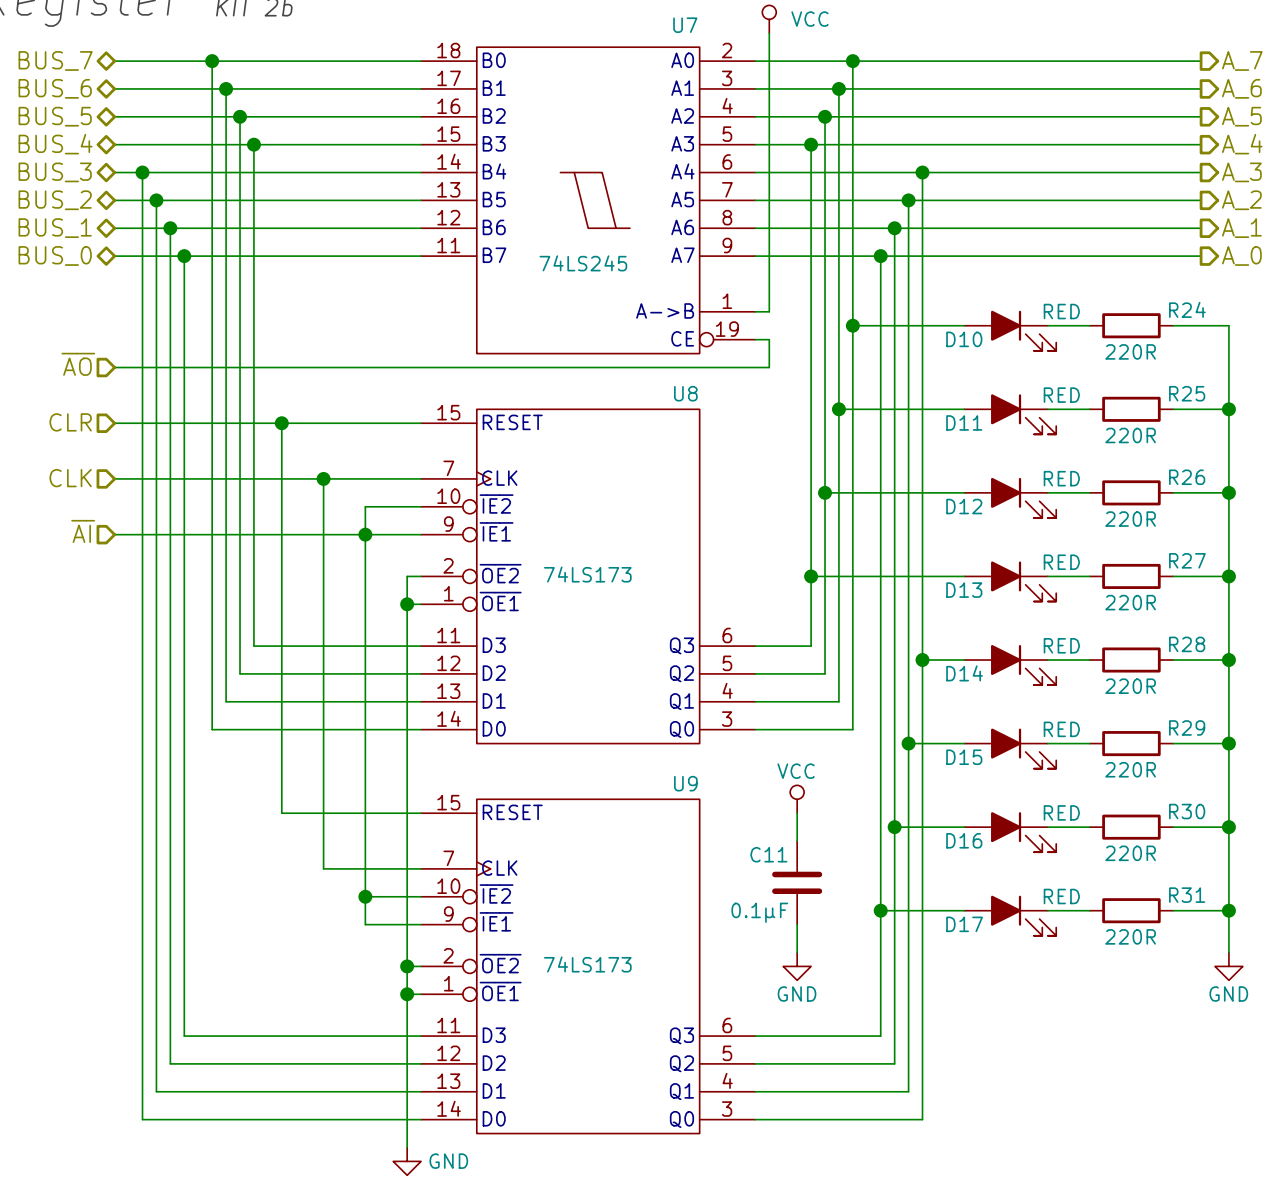 Register Kit 2b
U7
VCC
BUS_7 18 B0 A0 2 A_7
BUS_6 17 B1 A1 3 A_6
BUS_5 16 B2 A2 4 A_5
BUS_4 15 B3 A3 5 A_4
BUS_3 14 B4 A4 6 A_3
BUS_2 13 B5 A5 7 A_2
BUS_1 12 B6 A6 8 A_1
BUS_0 11 B7 A7 9 A_0
74LS245
A->B 1
CE 19
D10 RED R24 220R
AO
U8
CLR 15 RESET
D11 RED R25 220R
CLK 7 CLK
10 IE2
D12 RED R26 220R
AI 9 IE1
2 OE2 74LS173
D13 RED R27 220R
1 OE1
11 D3 Q3 6
D14 RED R28 220R
12 D2 Q2 5
13 D1 Q1 4
14 D0 Q0 3
D15 RED R29 220R
U9
VCC
15 RESET
D16 RED R30 220R
7 CLK
C11
0.1µF
10 IE2
9 IE1
D17 RED R31 220R
2 OE2 74LS173
1 OE1
GND
GND
11 D3 Q3 6
12 D2 Q2 5
13 D1 Q1 4
14 D0 Q0 3
GND